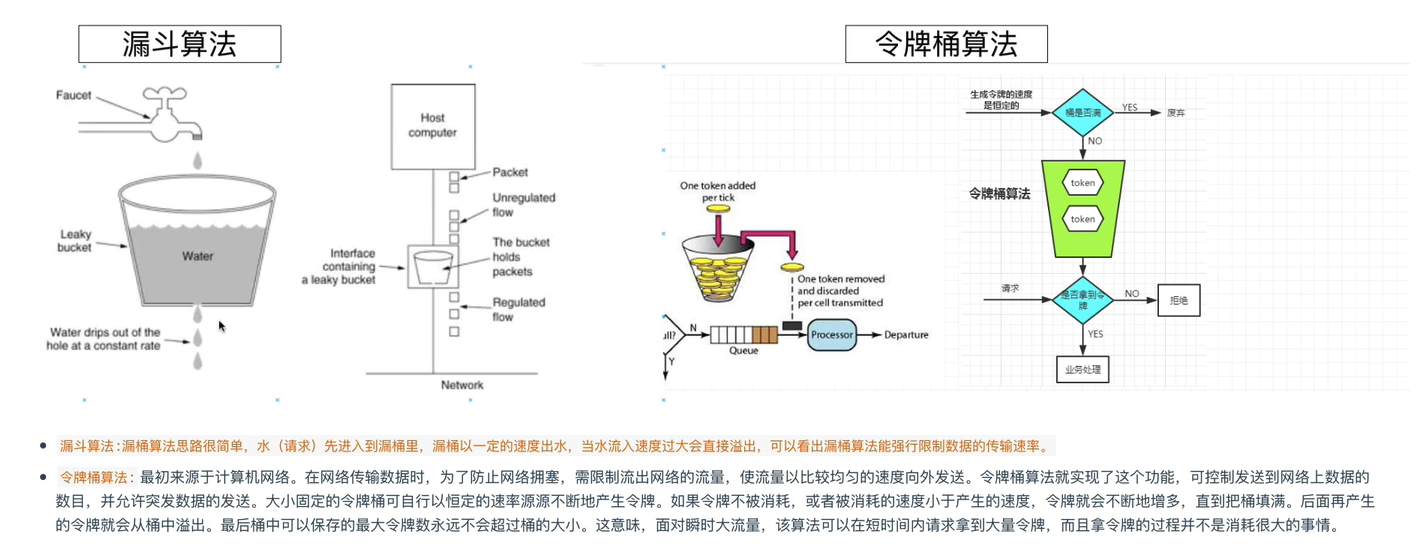 漏斗算法
令牌桶算法
Faucet
Leaky
bucket
Water
Water drips out of the
hole at a constant rate
Host
computer
Packet
Unregulated
flow
Interface
containing
a leaky bucket
The bucket
holds
packets
Regulated
flow
Network
One token added
per tick
One token removed
and discarded
per cell transmitted
ull?
N
Y
Queue
Processor
Departure
生成令牌的速度
是恒定的
桶是否满
YES
废弃
NO
令牌桶算法
token
token
请求
是否拿到令
牌
NO
拒绝
YES
业务处理
漏斗算法:漏桶算法思路很简单，水（请求）先进入到漏桶里，漏桶以一定的速度出水，当水流入速度过大会直接溢出，可以看出漏桶算法能强行限制数据的传输速率。
令牌桶算法：最初来源于计算机网络。在网络传输数据时，为了防止网络拥塞，需限制流出网络的流量，使流量以比较均匀的速度向外发送。令牌桶算法就实现了这个功能，可控制发送到网络上数据的
数目，并允许突发数据的发送。大小固定的令牌桶可自行以恒定的速率源源不断地产生令牌。如果令牌不被消耗，或者被消耗的速度小于产生的速度，令牌就会不断地增多，直到把桶填满。后面再产生
的令牌就会从桶中溢出。最后桶中可以保存的最大令牌数永远不会超过桶的大小。这意味，面对瞬时大流量，该算法可以在短时间内请求拿到大量令牌，而且拿令牌的过程并不是消耗很大的事情。